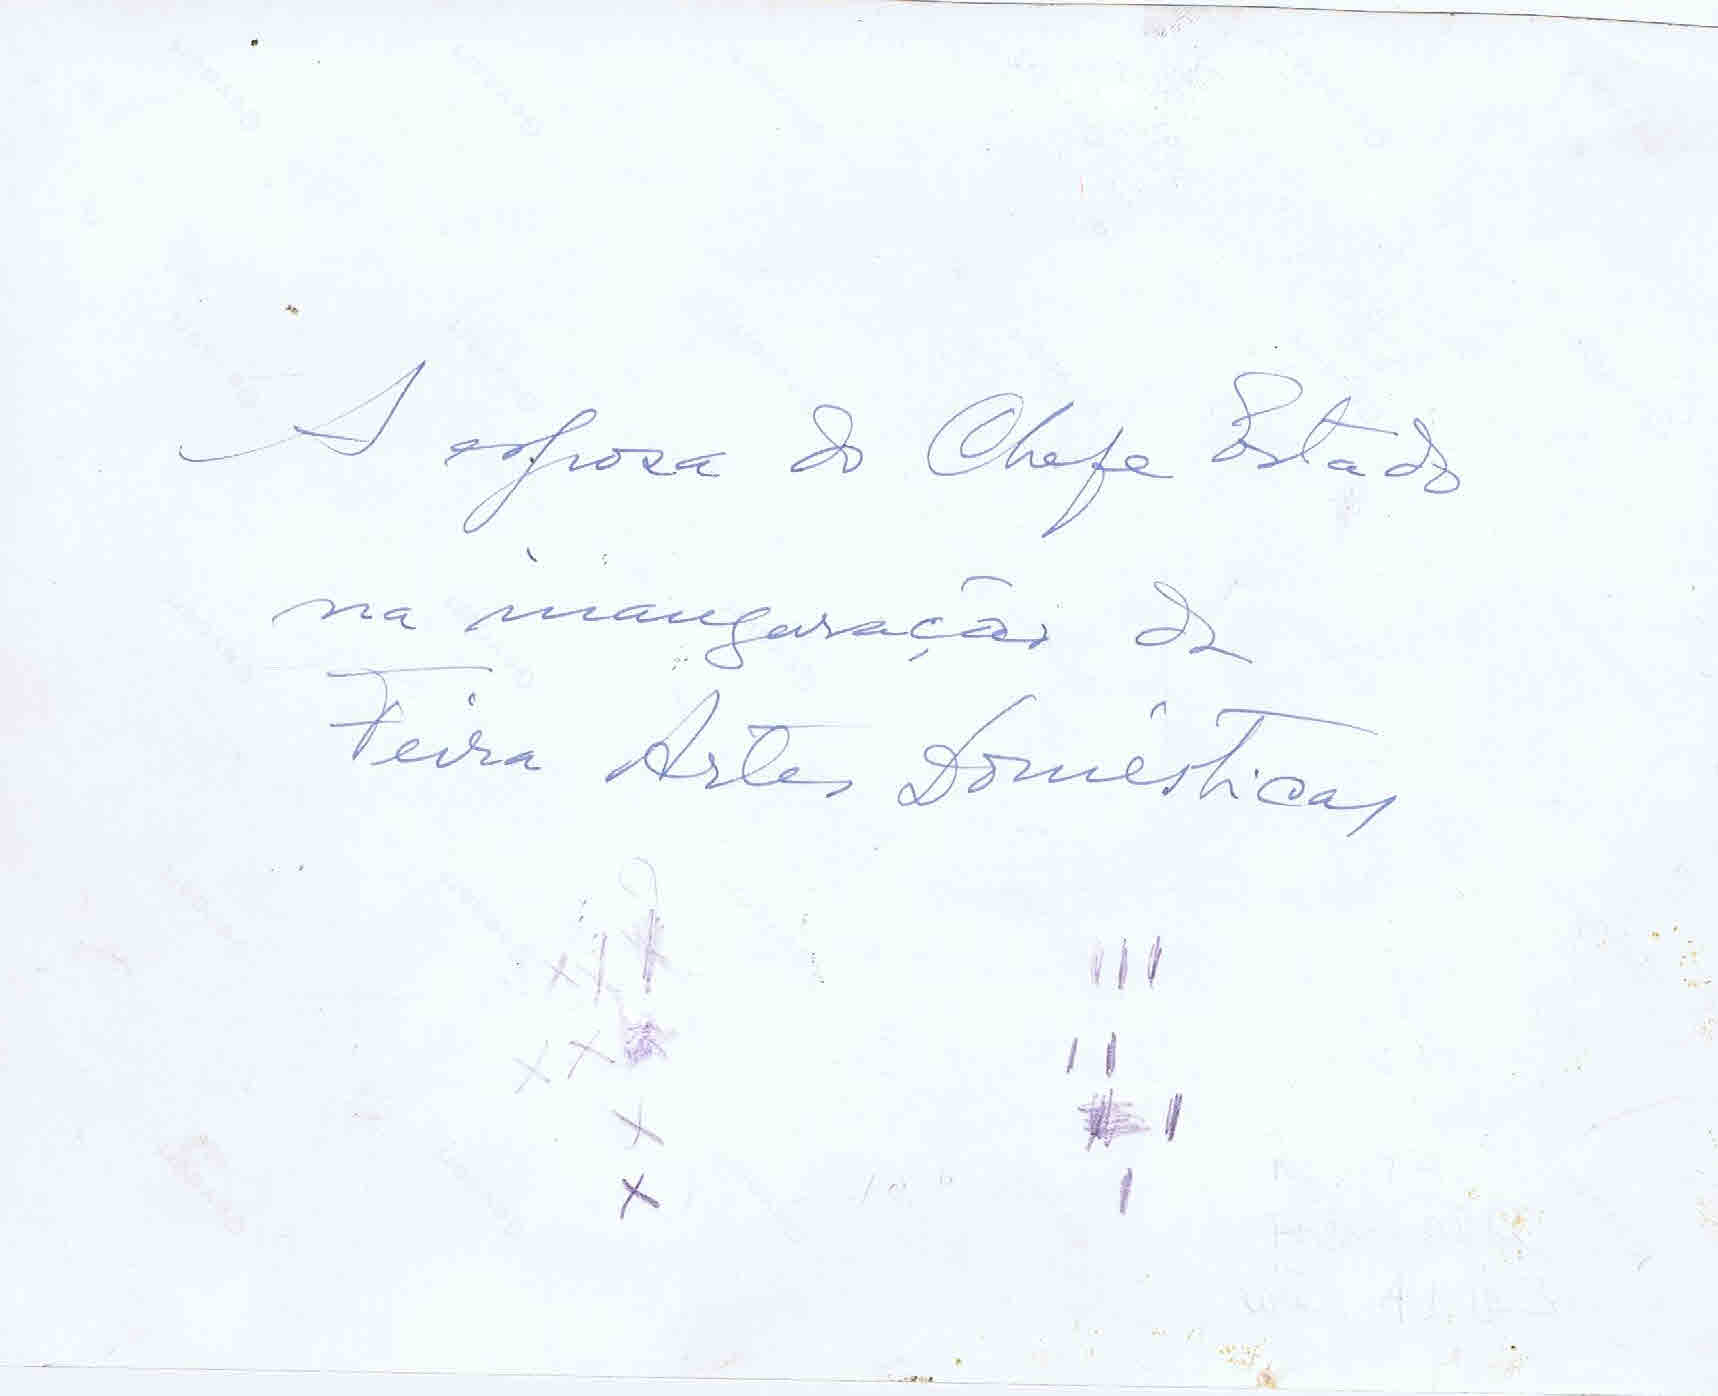 A esposa do Chefe Estado
na inauguração da
Feira Artes Domésticas